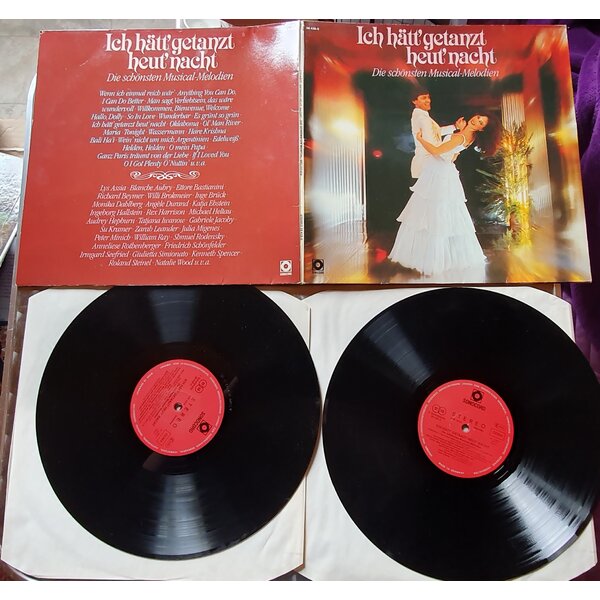 Ich hätt' getanzt
heut' nacht
Die schönsten Musical-Melodien
Wenn ich einmal reich wär · Anything You Can Do,
I Can Do Better · Man sagt, Verliebtsein, das wäre
wundervoll · Willkommen, Bienvenue, Welcome
Hallo, Dolly · So In Love · Wunderbar · Es grünt so grün
Ich hätt' getanzt heut' nacht · Oklahoma · Ol' Man River
Maria · Tonight · Wassermann · Hare Krishna
Bali Ha'i · Wein' nicht um mich, Argentinien · Edelweiß
Helden, Helden · O mein Papa
Ganz Paris träumt von der Liebe · If I Loved You
O I Got Plenty O' Nuttin' u.v.a.
Lys Assia · Blanche Aubry · Ettore Bastianini
Richard Beymer · Willi Brokmeier · Inge Brück
Monika Dahlberg · Angèle Durand · Katja Ebstein
Ingeborg Hallstein · Rex Harrison · Michael Heltau
Audrey Hepburn · Tatjana Iwanow · Gabriele Jacoby
Su Kramer · Zarah Leander · Julia Migenes
Peter Minich · William Ray · Shmuel Rodensky
Anneliese Rothenberger · Friedrich Schönfelder
Irmgard Seefried · Giulietta Simionato · Kenneth Spencer
Roland Steinel · Natalie Wood u.v.a.
Ich hätt' getanzt
heut' nacht
Die schönsten Musical-Melodien
SONOCORD
STEREO
SONOCORD
STEREO